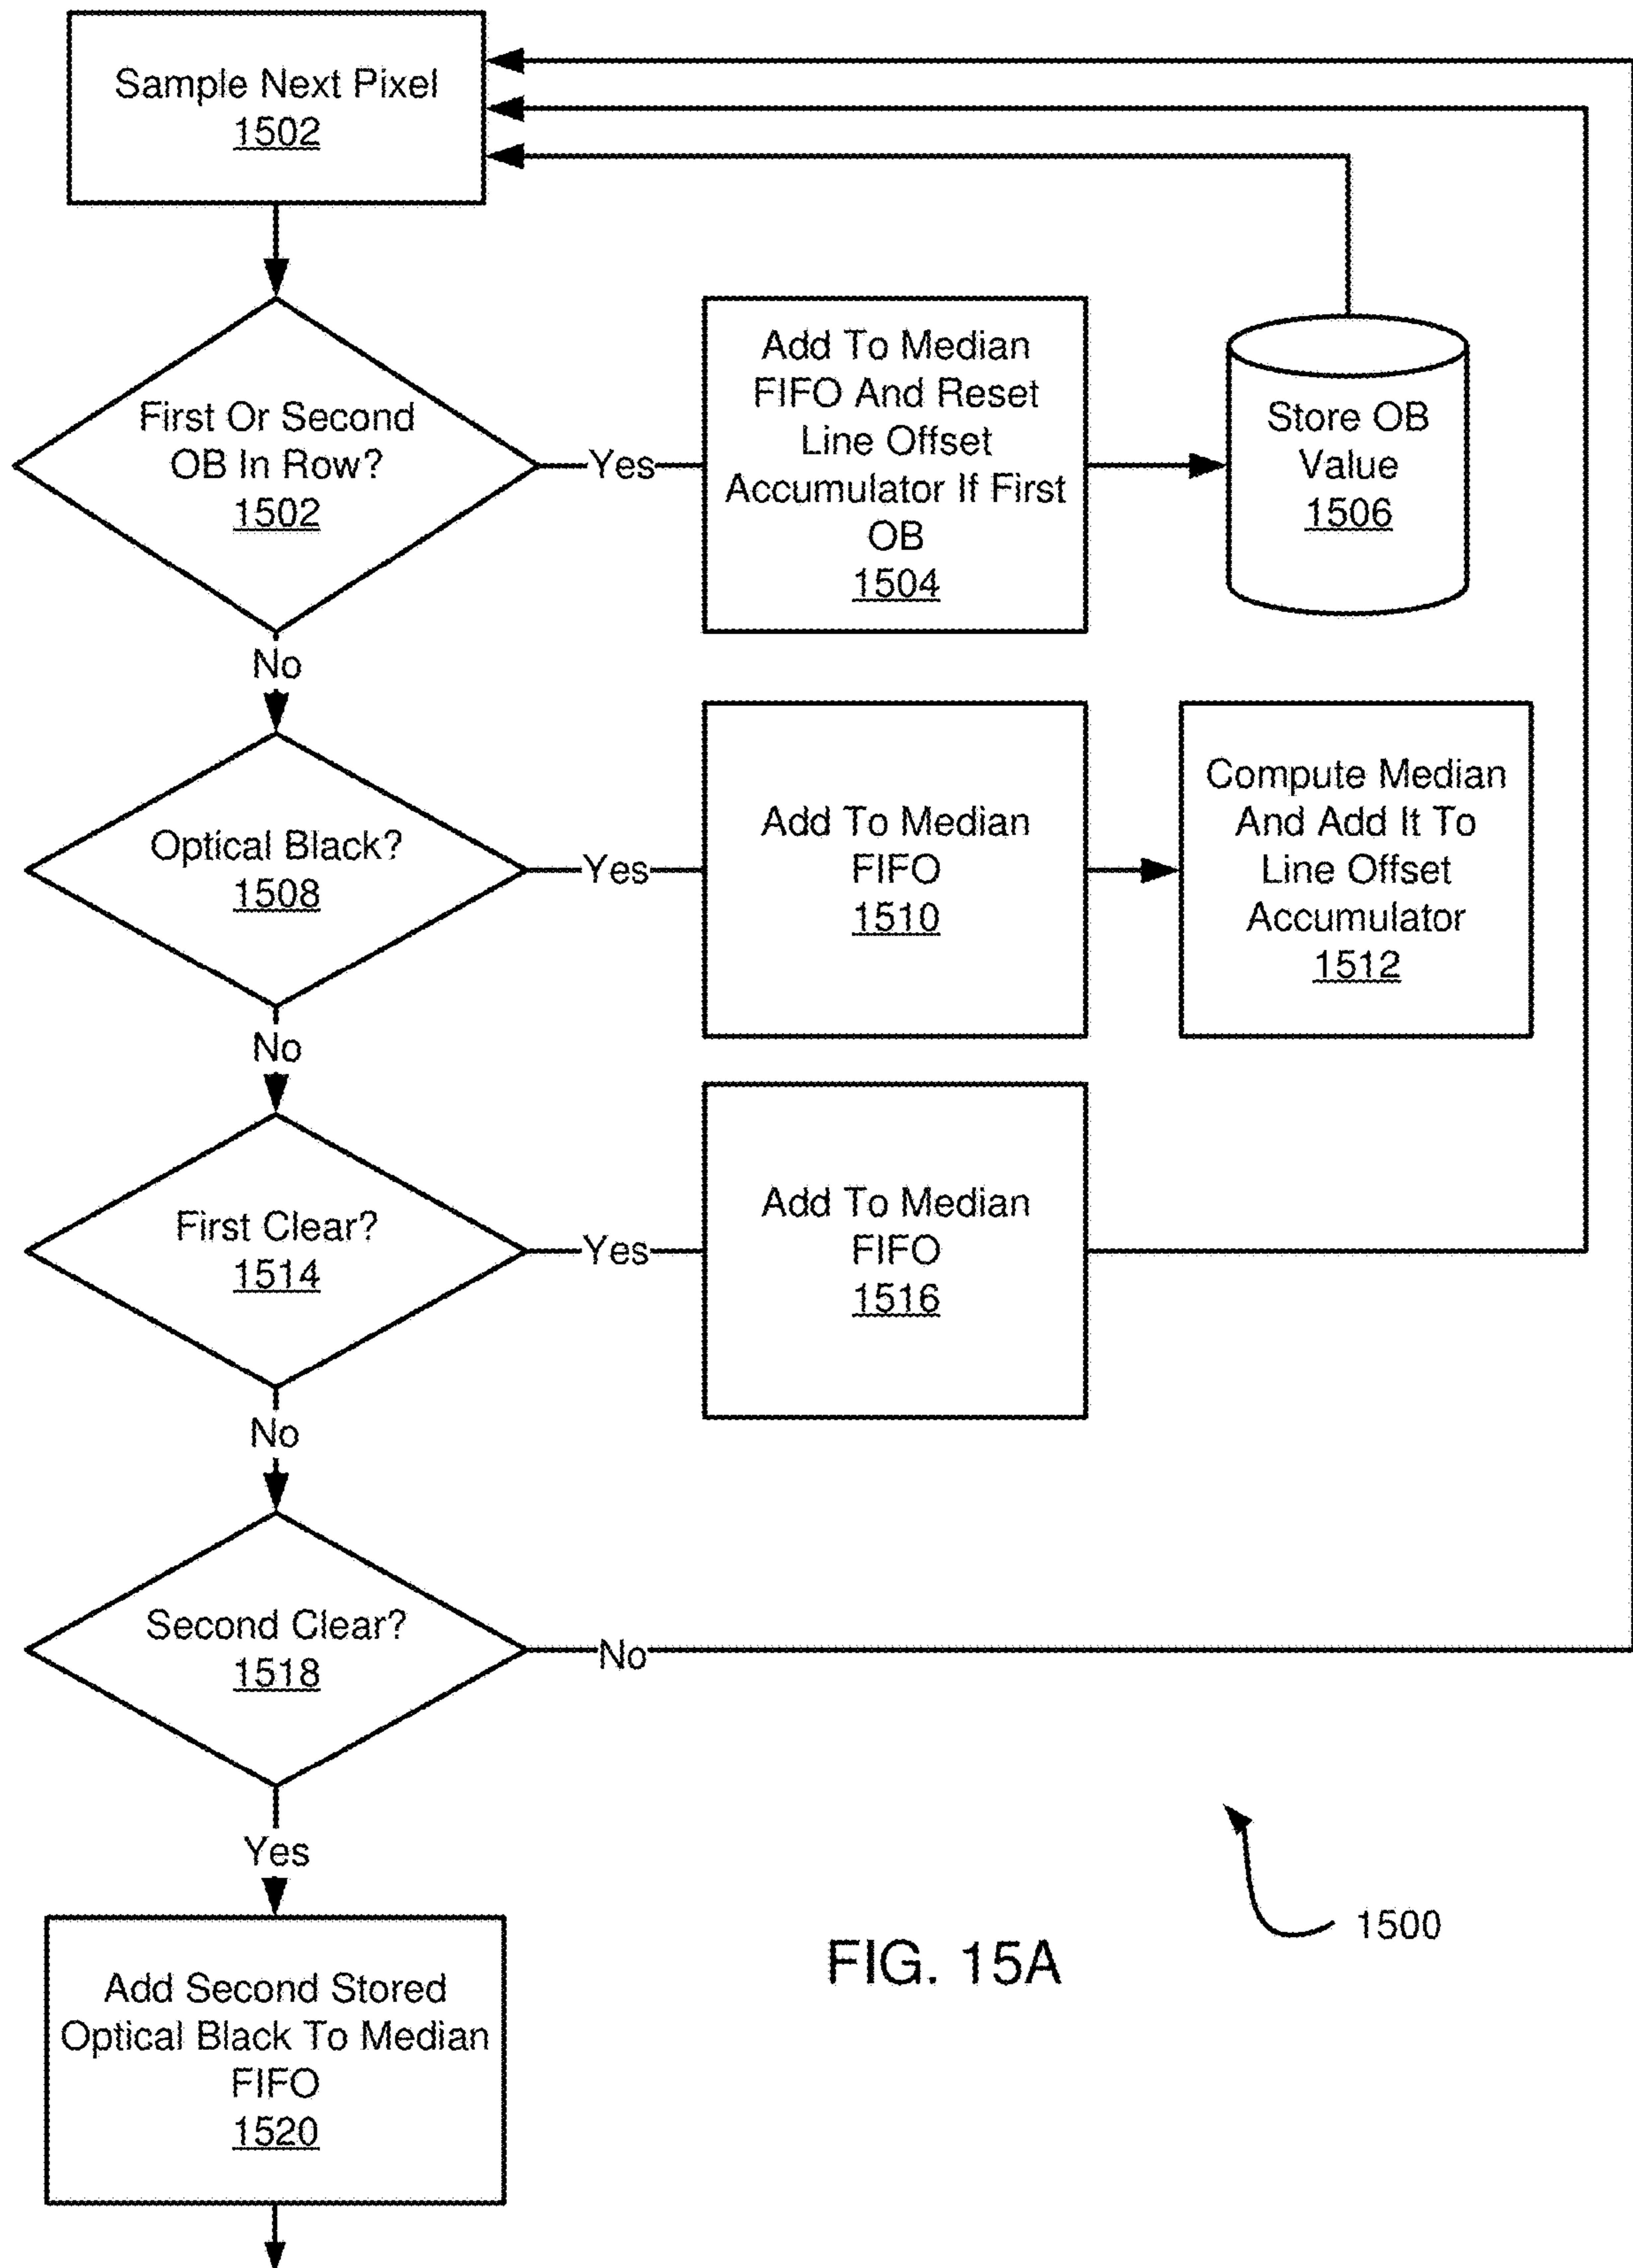 Sample Next Pixel
1502
First Or Second
OB In Row?
1502
Yes
Add To Median
FIFO And Reset
Line Offset
Accumulator If First
OB
1504
Store OB
Value
1506
No
Optical Black?
1508
Yes
Add To Median
FIFO
1510
Compute Median
And Add It To
Line Offset
Accumulator
1512
No
First Clear?
1514
Yes
Add To Median
FIFO
1516
No
Second Clear?
1518
No
Yes
Add Second Stored
Optical Black To Median
FIFO
1520
FIG. 15A
1500